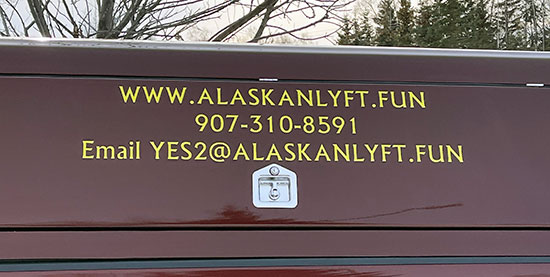 WWW.ALASKANLYFT.FUN
907-310-8591
Email YES2@ALASKANLYFT.FUN